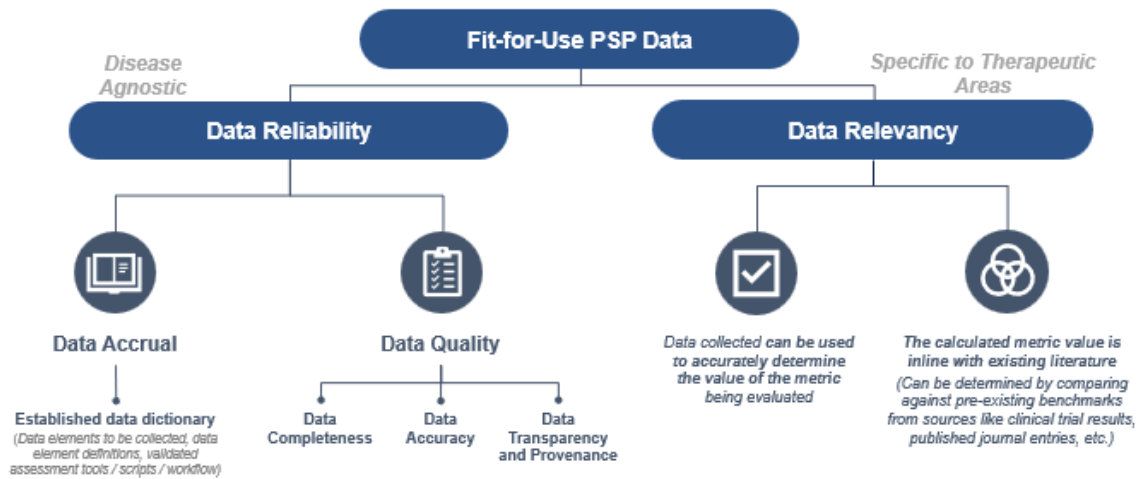 Fit-for-Use PSP Data
Disease
Agnostic
Specific to Therapeutic
Areas
Data Reliability
Data Relevancy
Data Accrual
Data Quality
Established data dictionary
(Data elements to be collected, data
element definitions, validated
assessment tools / scripts / workflow)
Data
Completeness
Data
Accuracy
Data
Transparency
and Provenance
Data collected can be used
to accurately determine
the value of the metric
being evaluated
The calculated metric value is
inline with existing literature
(Can be determined by comparing
against pre-existing benchmarks
from sources like clinical trial results,
published journal entries, etc.)